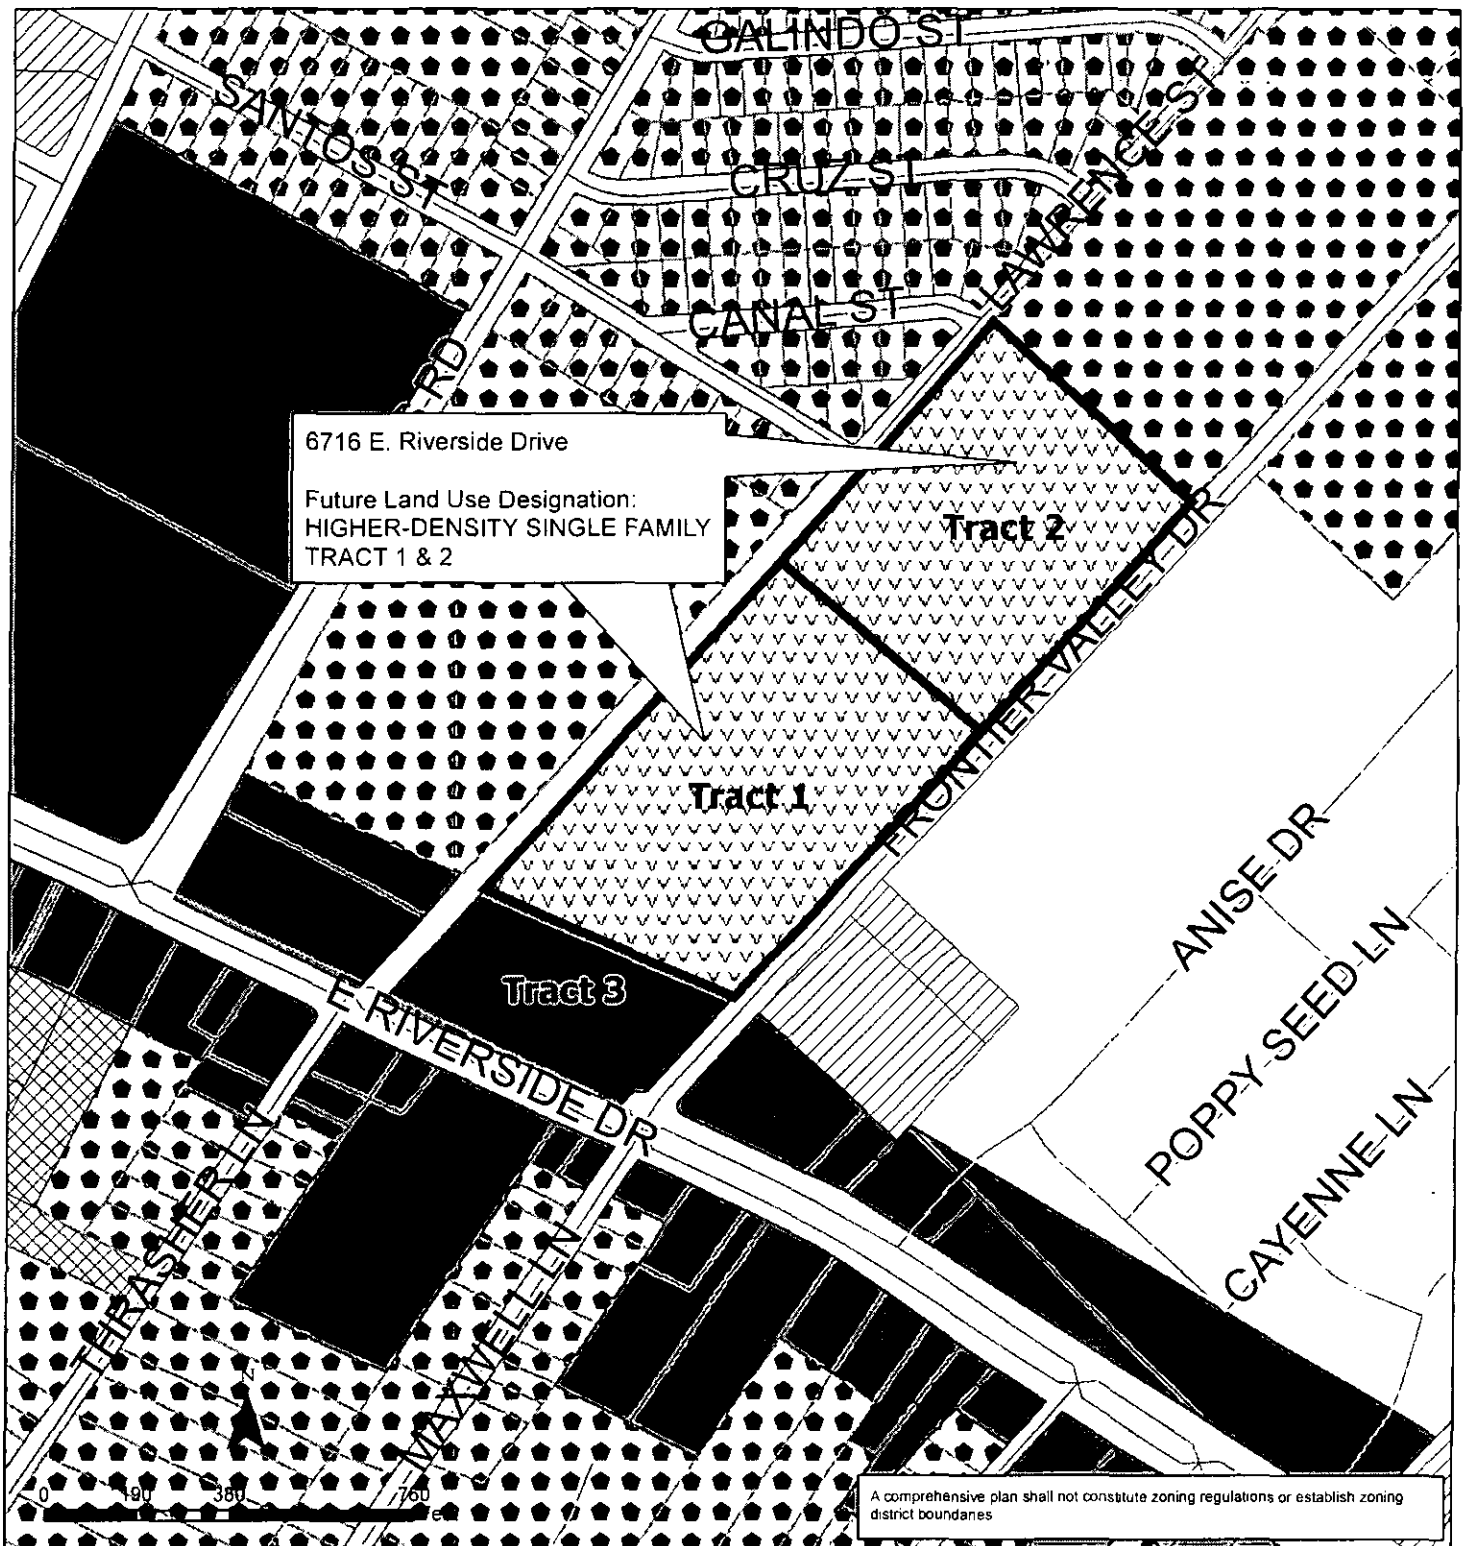 GALINDO ST
SANTOS ST
CRUZ ST
LAWRENCE ST
CANAL ST
RD
6716 E. Riverside Drive
Future Land Use Designation:
HIGHER-DENSITY SINGLE FAMILY
TRACT 1 & 2
Tract 2
FRONTIER VALLEY DR
Tract 1
ANISE DR
POPPY SEED LN
Tract 3
E RIVERSIDE DR
CAYENNE LN
THRASHER LN
MAXWELL LN
N
0 190 380 760
A comprehensive plan shall not constitute zoning regulations or establish zoning
district boundaries